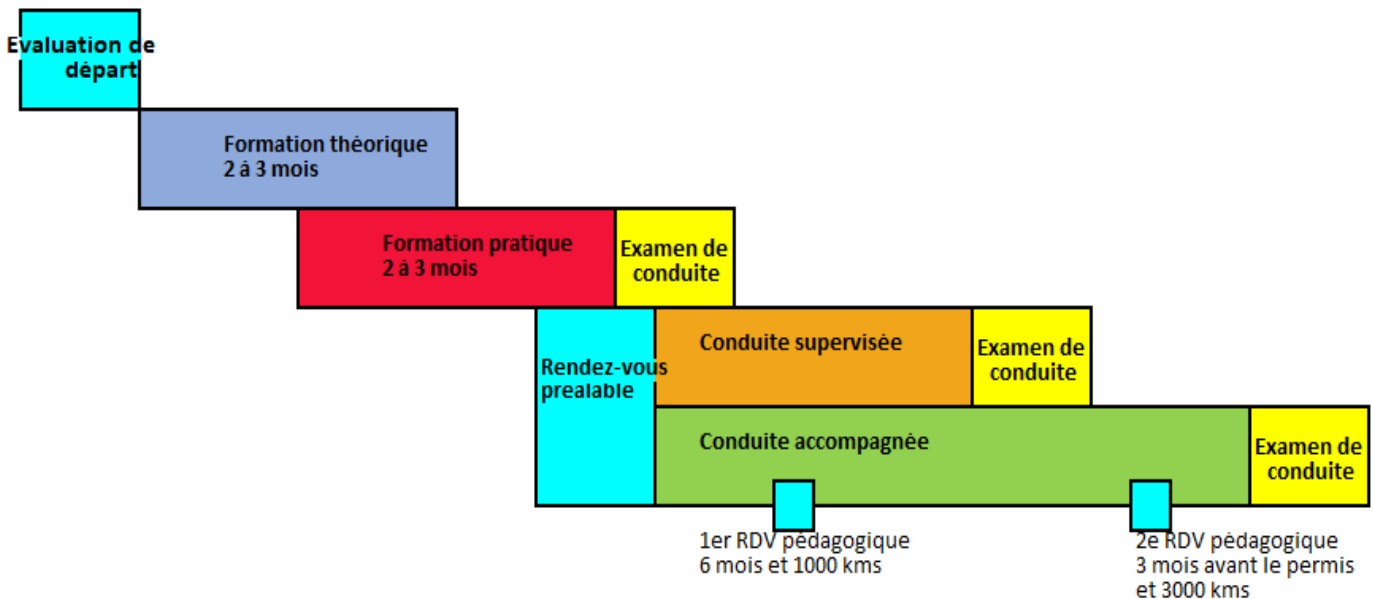 Evaluation de
départ
Formation théorique
2 à 3 mois
Formation pratique
2 à 3 mois
Examen de
conduite
Rendez-vous
prealable
Conduite supervisée
Examen de
conduite
Conduite accompagnée
Examen de
conduite
1er RDV pédagogique
6 mois et 1000 kms
2e RDV pédagogique
3 mois avant le permis
et 3000 kms